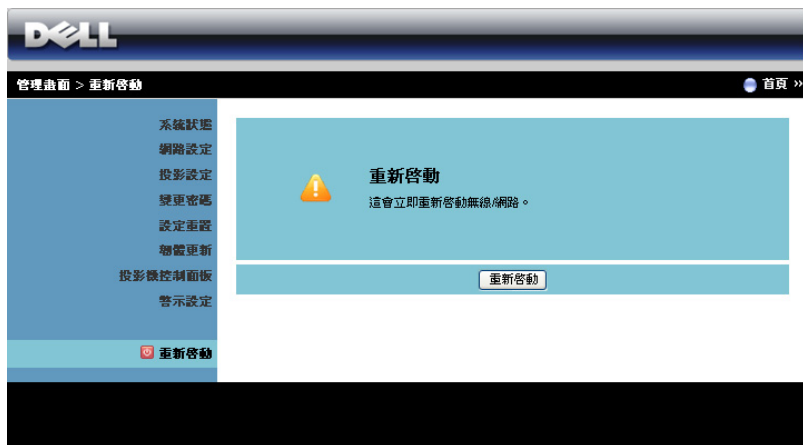 DELL
管理畫面 > 重新啓動
首頁 »
系統狀態
網路設定
投影設定
變更密碼
設定重置
韌體更新
投影機控制面板
警示設定
重新啓動
重新啓動
這會立即重新啓動無線/網路。
重新啓動